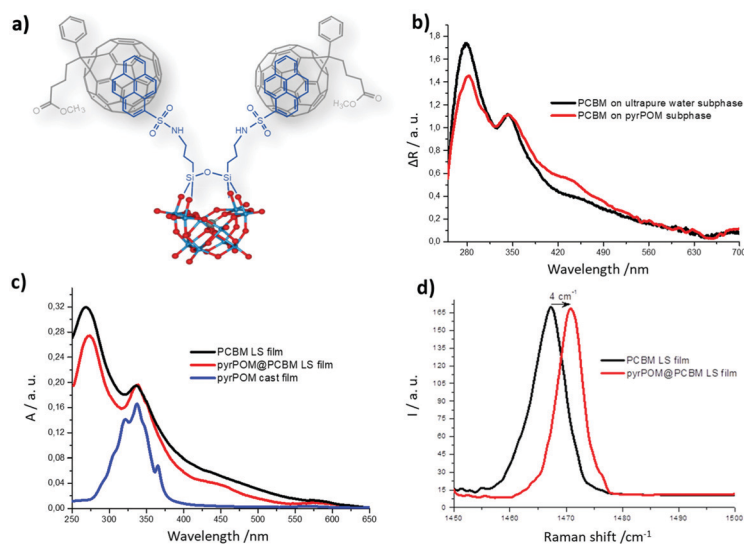 a)
OCH₃
O
O
S
O
NH
O
S
O
HN
H₃CO
O
Si
O
Si
b)
1,8
1,6
1,4
1,2
1,0
0,8
0,6
0,4
0,2
0,0
ΔR / a. u.
PCBM on ultrapure water subphase
PCBM on pyrPOM subphase
280 350 420 490 560 630 700
Wavelength /nm
c)
0,32
0,28
0,24
0,20
0,16
0,12
0,08
0,04
0,00
A / a. u.
PCBM LS film
pyrPOM@PCBM LS film
pyrPOM cast film
250 300 350 400 450 500 550 600 650
Wavelength /nm
d)
4 cm⁻¹
165
150
135
120
105
90
75
60
45
30
15
0
I / a. u.
PCBM LS film
pyrPOM@PCBM LS film
1450 1460 1470 1480 1490 1500
Raman shift /cm⁻¹